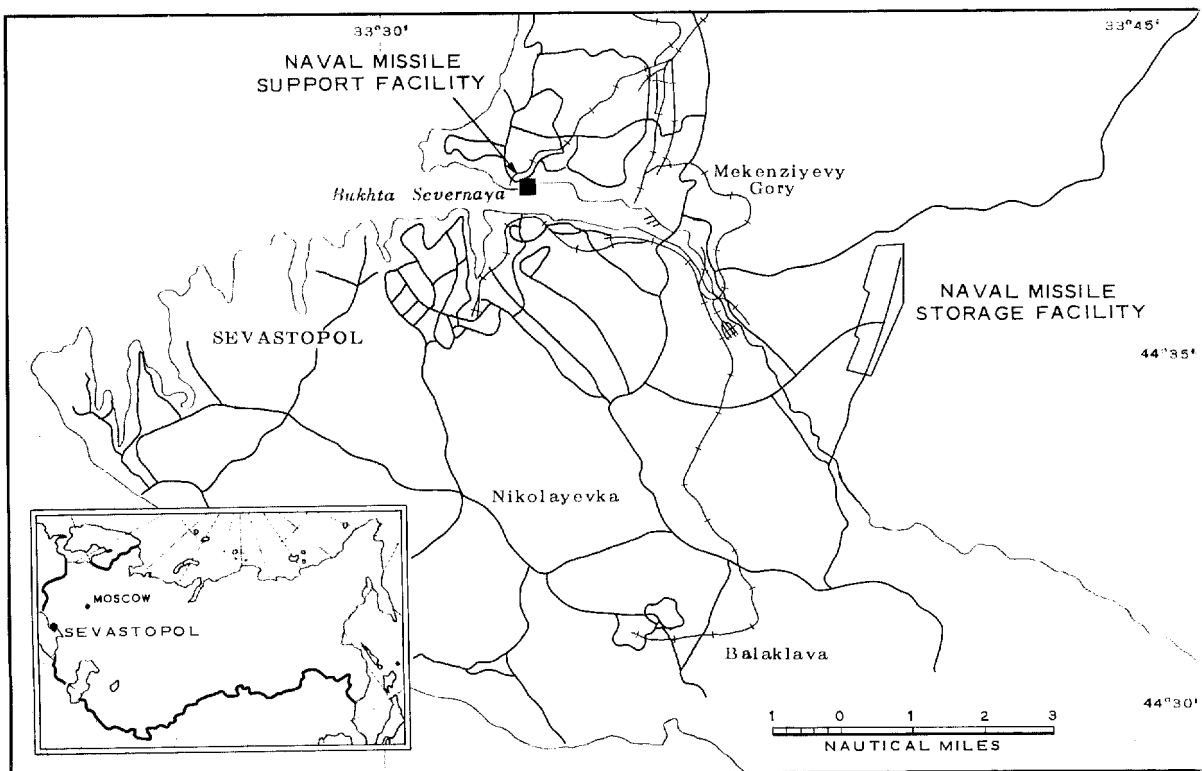 33°30'
33°45'
NAVAL MISSILE
SUPPORT FACILITY
Mekenziyevy
Gory
Bukhta Severnaya
NAVAL MISSILE
STORAGE FACILITY
SEVASTOPOL
44°35'
Nikolayevka
MOSCOW
SEVASTOPOL
Balaklava
44°30'
1 0 1 2 3
NAUTICAL MILES